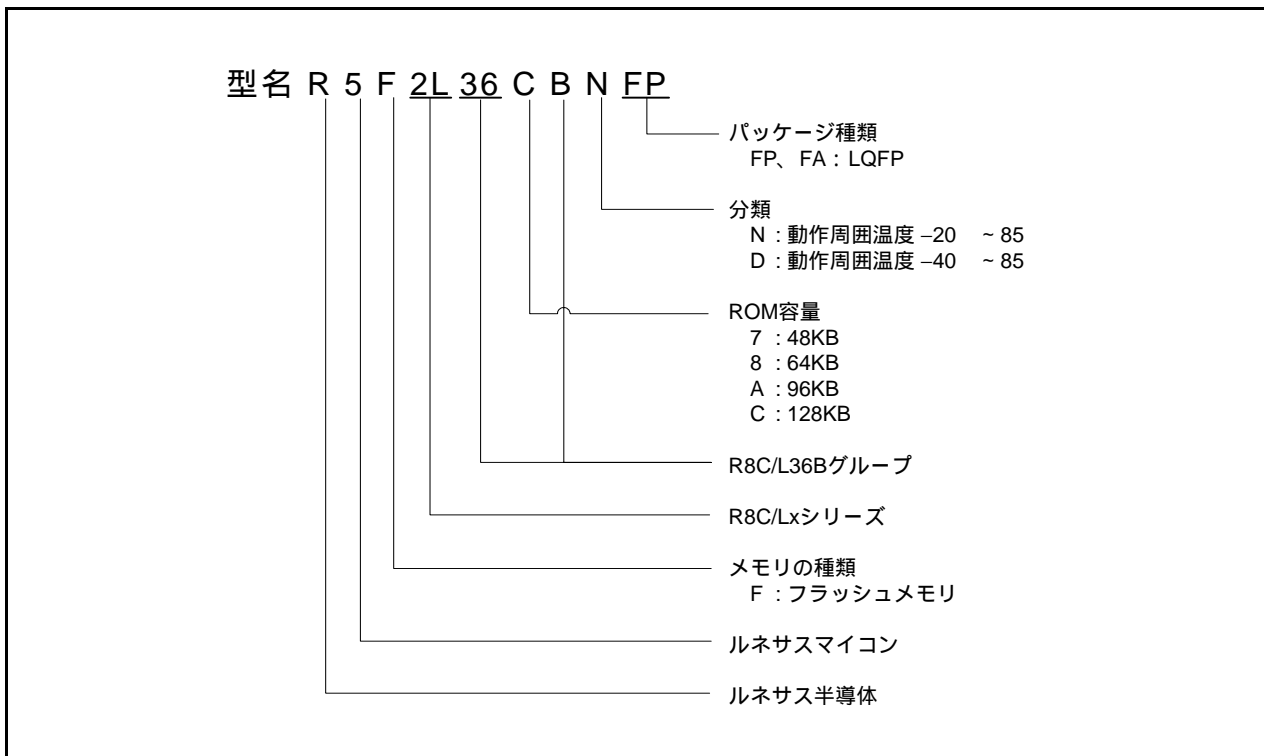 型名 R 5 F 2L 36 C B N FP
パッケージ種類
FP、FA : LQFP
分類
N : 動作周囲温度 –20 ~ 85
D : 動作周囲温度 –40 ~ 85
ROM容量
7 : 48KB
8 : 64KB
A : 96KB
C : 128KB
R8C/L36Bグループ
R8C/Lxシリーズ
メモリの種類
F : フラッシュメモリ
ルネサスマイコン
ルネサス半導体